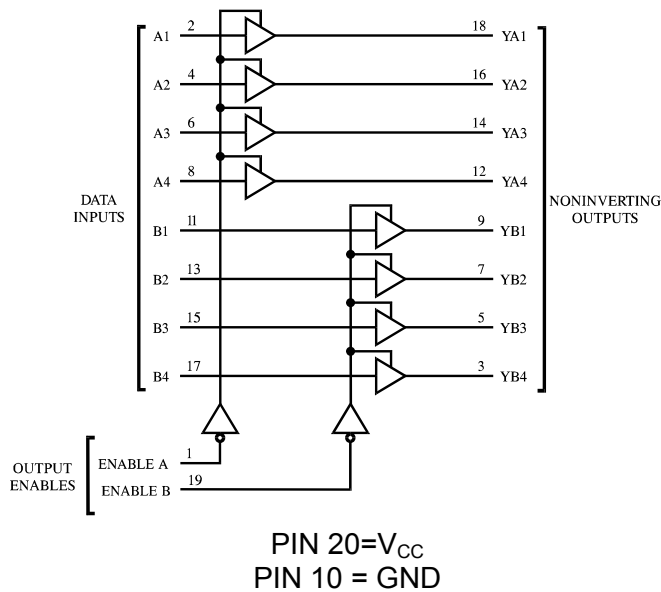 A1 2 18 YA1
A2 4 16 YA2
A3 6 14 YA3
A4 8 12 YA4
DATA
INPUTS
NONINVERTING
OUTPUTS
B1 11 9 YB1
B2 13 7 YB2
B3 15 5 YB3
B4 17 3 YB4
OUTPUT
ENABLES
ENABLE A 1
ENABLE B 19
PIN 20=VCC
PIN 10 = GND